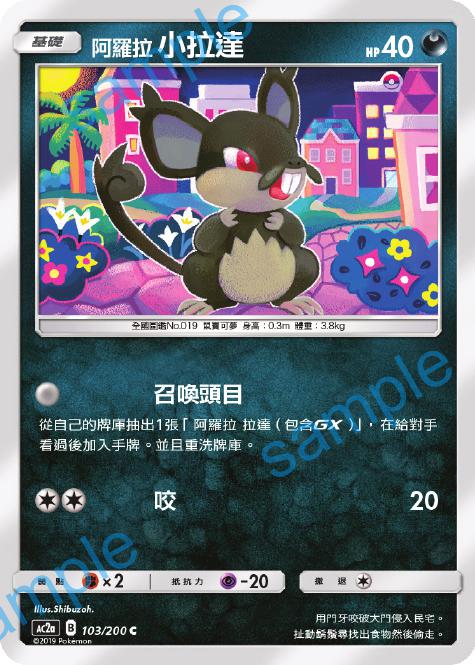 基礎 阿羅拉 小拉達 HP 40
全國圖鑑No.019 鼠寶可夢 身高：0.3m 體重：3.8kg
召喚頭目
從自己的牌庫抽出1張「阿羅拉 拉達（包含GX）」，在給對手
看過後加入手牌。並且重洗牌庫。
咬 20
弱點 ×2 抵抗力 -20 撤退
Illus.Shibuzoh.
AC2a B 103/200 C
©2019 Pokémon
用門牙咬破大門侵入民宅。
扯動鬍鬚尋找出食物然後偷走。
sample
sample
sample